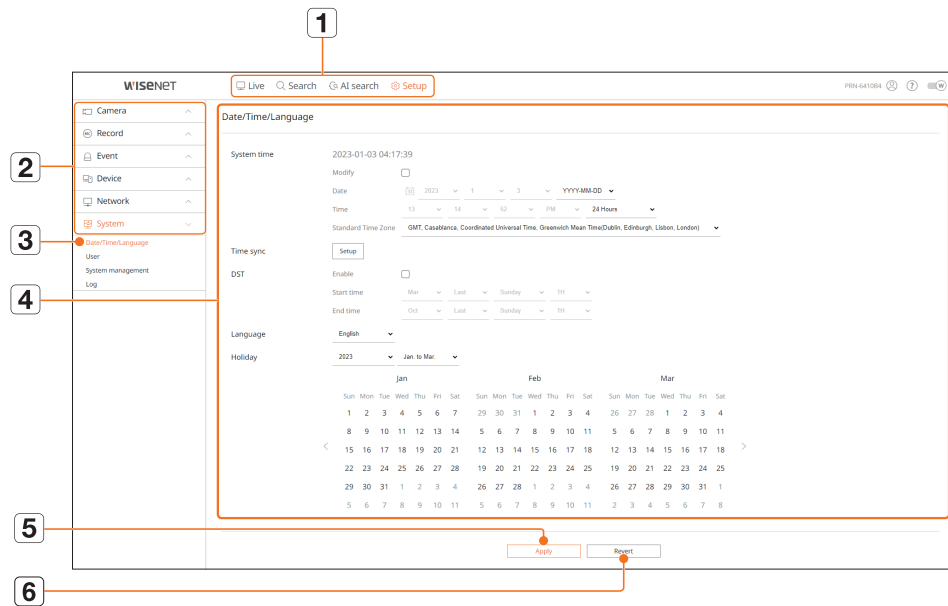 1
WISENET Live Search AI search Setup PRN-6410B4 ? W
Camera
Record
Event
Device
Network
System
Date/Time/Language
User
System management
Log
2
3
4
Date/Time/Language
System time 2023-01-03 04:17:39
Modify
Date 2023 1 3 YYYY-MM-DD
Time 13 14 52 PM 24 Hours
Standard Time Zone GMT, Casablanca, Coordinated Universal Time, Greenwich Mean Time(Dublin, Edinburgh, Lisbon, London)
Time sync Setup
DST Enable
Start time Mar Last Sunday 1H
End time Oct Last Sunday 1H
Language English
Holiday 2023 Jan. to Mar.
Jan Feb Mar
Sun Mon Tue Wed Thu Fri Sat Sun Mon Tue Wed Thu Fri Sat Sun Mon Tue Wed Thu Fri Sat
1 2 3 4 5 6 7 29 30 31 1 2 3 4 26 27 28 1 2 3 4
8 9 10 11 12 13 14 5 6 7 8 9 10 11 5 6 7 8 9 10 11
< 15 16 17 18 19 20 21 12 13 14 15 16 17 18 12 13 14 15 16 17 18 >
22 23 24 25 26 27 28 19 20 21 22 23 24 25 19 20 21 22 23 24 25
29 30 31 1 2 3 4 26 27 28 1 2 3 4 26 27 28 29 30 31 1
5 6 7 8 9 10 11 5 6 7 8 9 10 11 2 3 4 5 6 7 8
5
Apply Revert
6